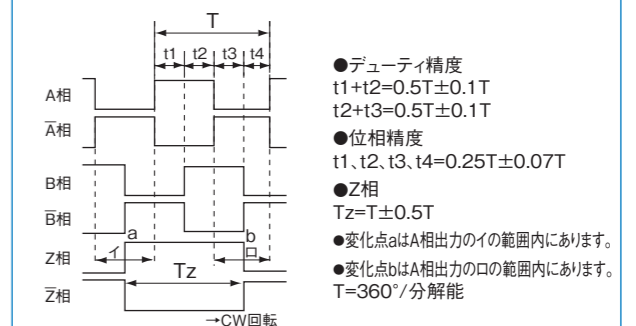 T
t1 t2 t3 t4
A相
A̅相
B相
B̅相
Z相
Z̅相
a
イ
b
ロ
Tz
→CW回転
●デューティ精度
t1+t2=0.5T±0.1T
t2+t3=0.5T±0.1T
●位相精度
t1、t2、t3、t4=0.25T±0.07T
●Z相
Tz=T±0.5T
●変化点aはA相出力のイの範囲内にあります。
●変化点bはA相出力のロの範囲内にあります。
T=360°/分解能